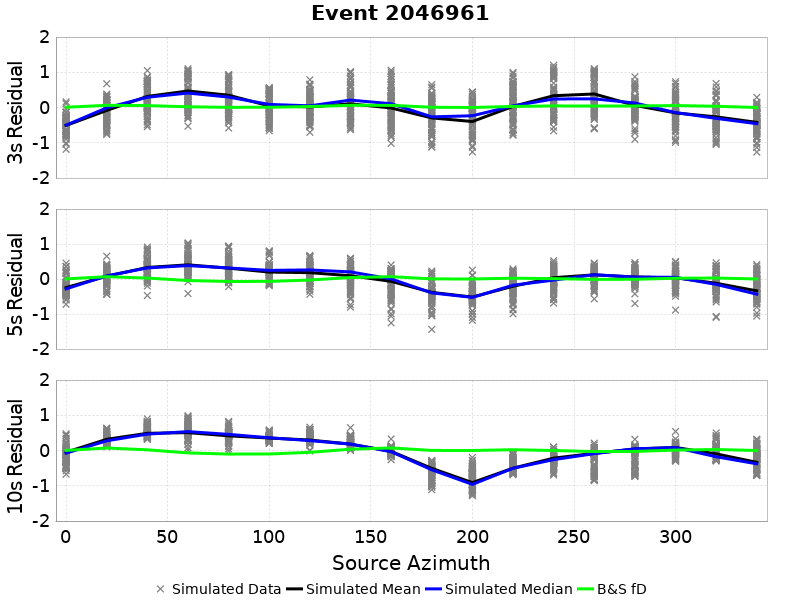 Event 2046961
3s Residual
2
1
0
-1
-2
5s Residual
2
1
0
-1
-2
10s Residual
2
1
0
-1
-2
0 50 100 150 200 250 300
Source Azimuth
Simulated Data Simulated Mean Simulated Median B&S fD